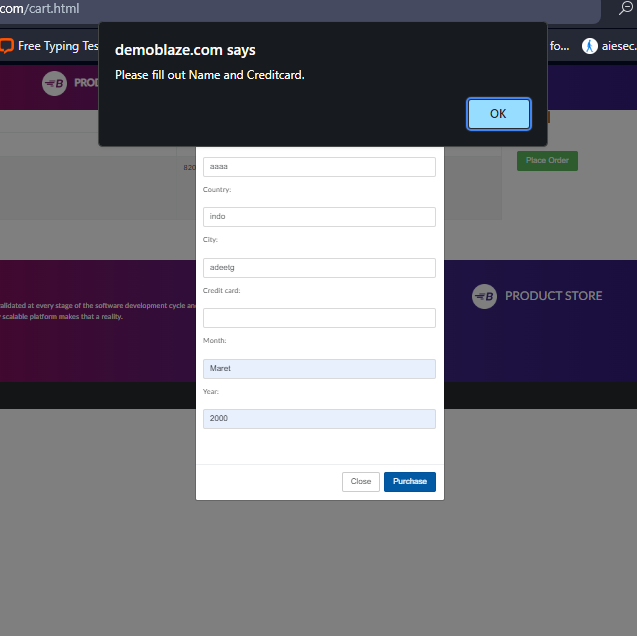 com/cart.html
Free Typing Tes
fo...
aiesec.
demoblaze.com says
Please fill out Name and Creditcard.
OK
PROD
820
Place Order
aaaa
Country:
indo
City:
adeetg
Credit card:
Month:
Maret
Year:
2000
alidated at every stage of the software development cycle an
scalable platform makes that a reality.
PRODUCT STORE
Close
Purchase